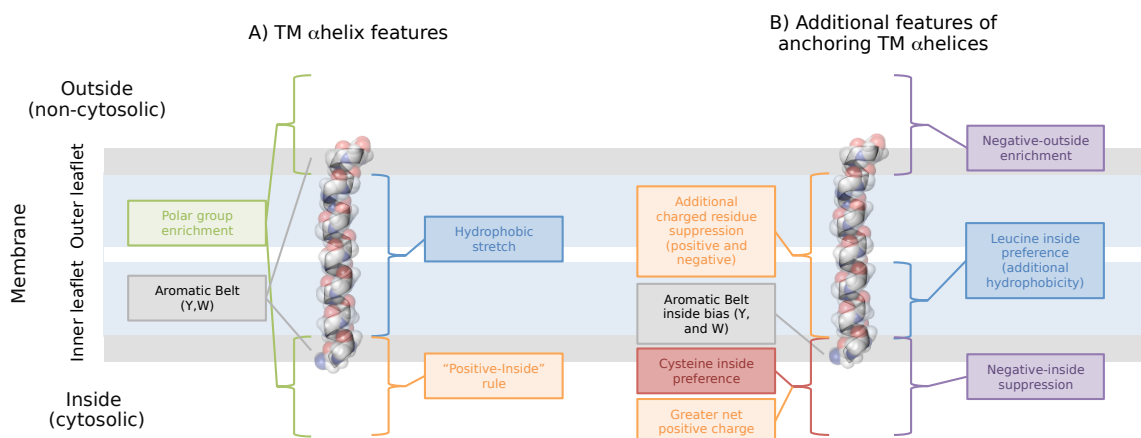 A) TM αhelix features
B) Additional features of
anchoring TM αhelices
Outside
(non-cytosolic)
Membrane
Outer leaflet
Inner leaflet
Inside
(cytosolic)
Polar group
enrichment
Aromatic Belt
(Y,W)
Hydrophobic
stretch
“Positive-Inside”
rule
Additional
charged residue
suppression
(positive and
negative)
Aromatic Belt
inside bias (Y,
and W)
Cysteine inside
preference
Greater net
positive charge
Negative-outside
enrichment
Leucine inside
preference
(additional
hydrophobicity)
Negative-inside
suppression